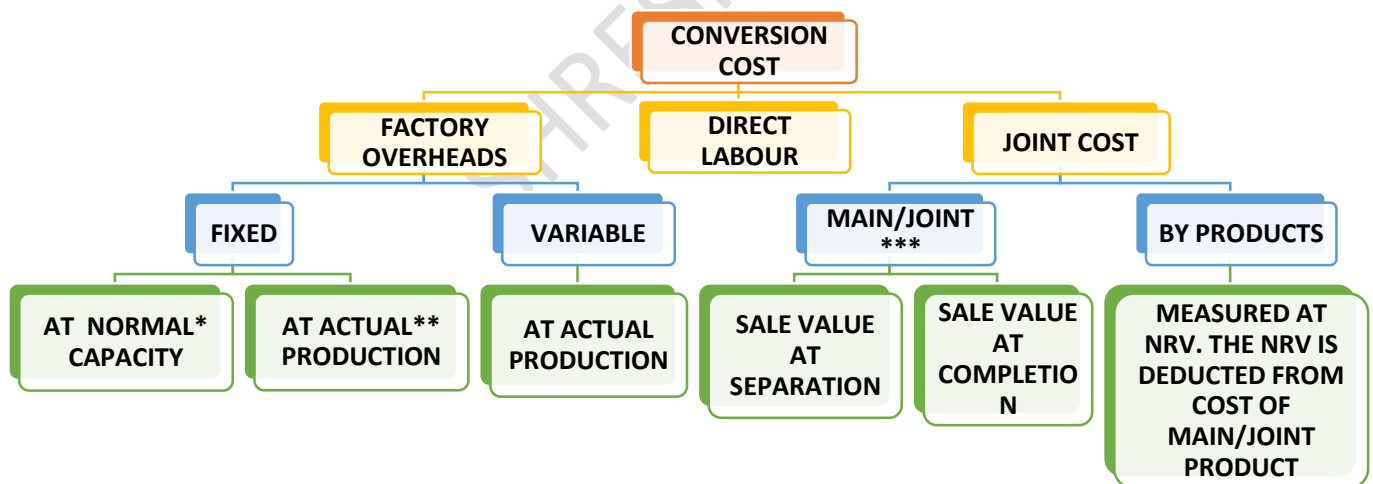 CONVERSION
COST
FACTORY
OVERHEADS
DIRECT
LABOUR
JOINT COST
FIXED
VARIABLE
MAIN/JOINT
***
BY PRODUCTS
AT  NORMAL*
CAPACITY
AT ACTUAL**
PRODUCTION
AT ACTUAL
PRODUCTION
SALE VALUE
AT
SEPARATION
SALE VALUE
AT
COMPLETIO
N
MEASURED AT
NRV. THE NRV IS
DEDUCTED FROM
COST OF
MAIN/JOINT
PRODUCT